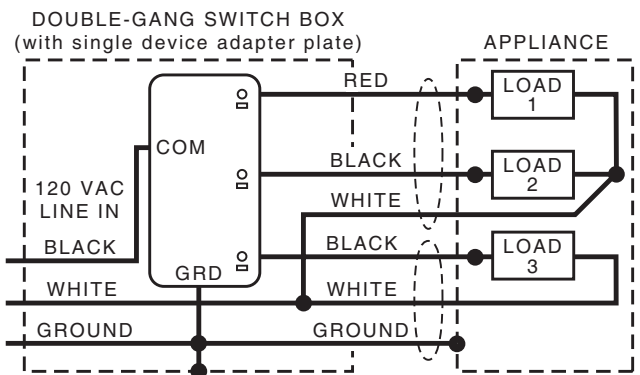 DOUBLE-GANG SWITCH BOX
(with single device adapter plate)
APPLIANCE
RED
LOAD
1
COM
BLACK
LOAD
2
120 VAC
LINE IN
WHITE
BLACK
BLACK
LOAD
3
GRD
WHITE
WHITE
GROUND
GROUND